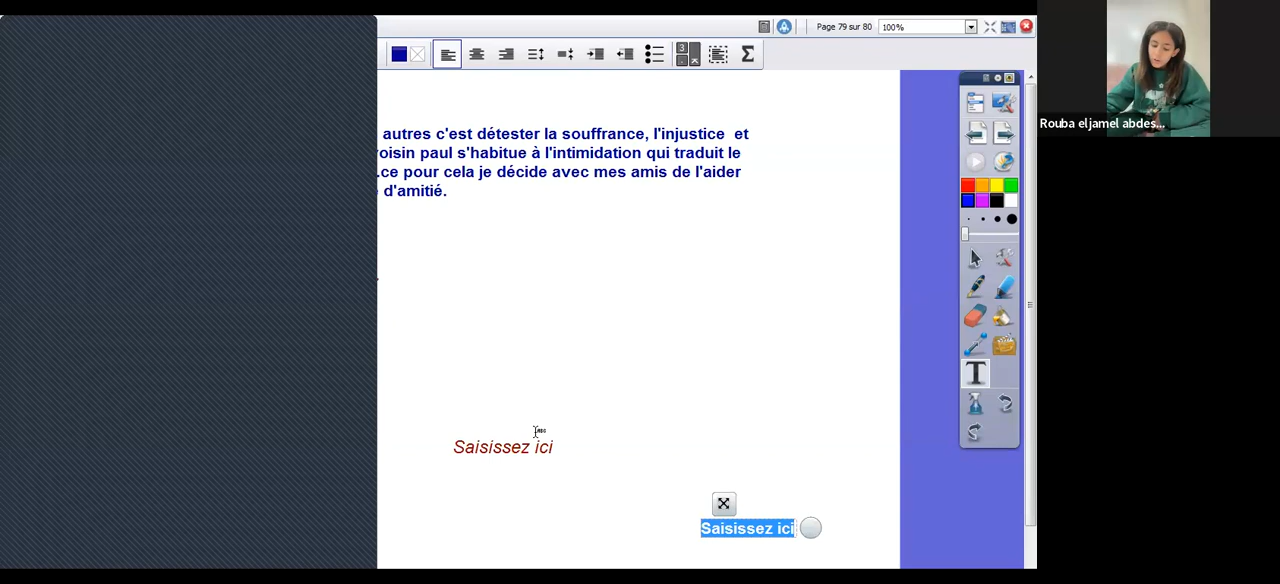 Page 79 sur 80
100%
autres c'est détester la souffrance, l'injustice et
oisin paul s'habitue à l'intimidation qui traduit le
.ce pour cela je décide avec mes amis de l'aider
d'amitié.
Saisissez ici
Saisissez ici
Rouba eljamel abdes...